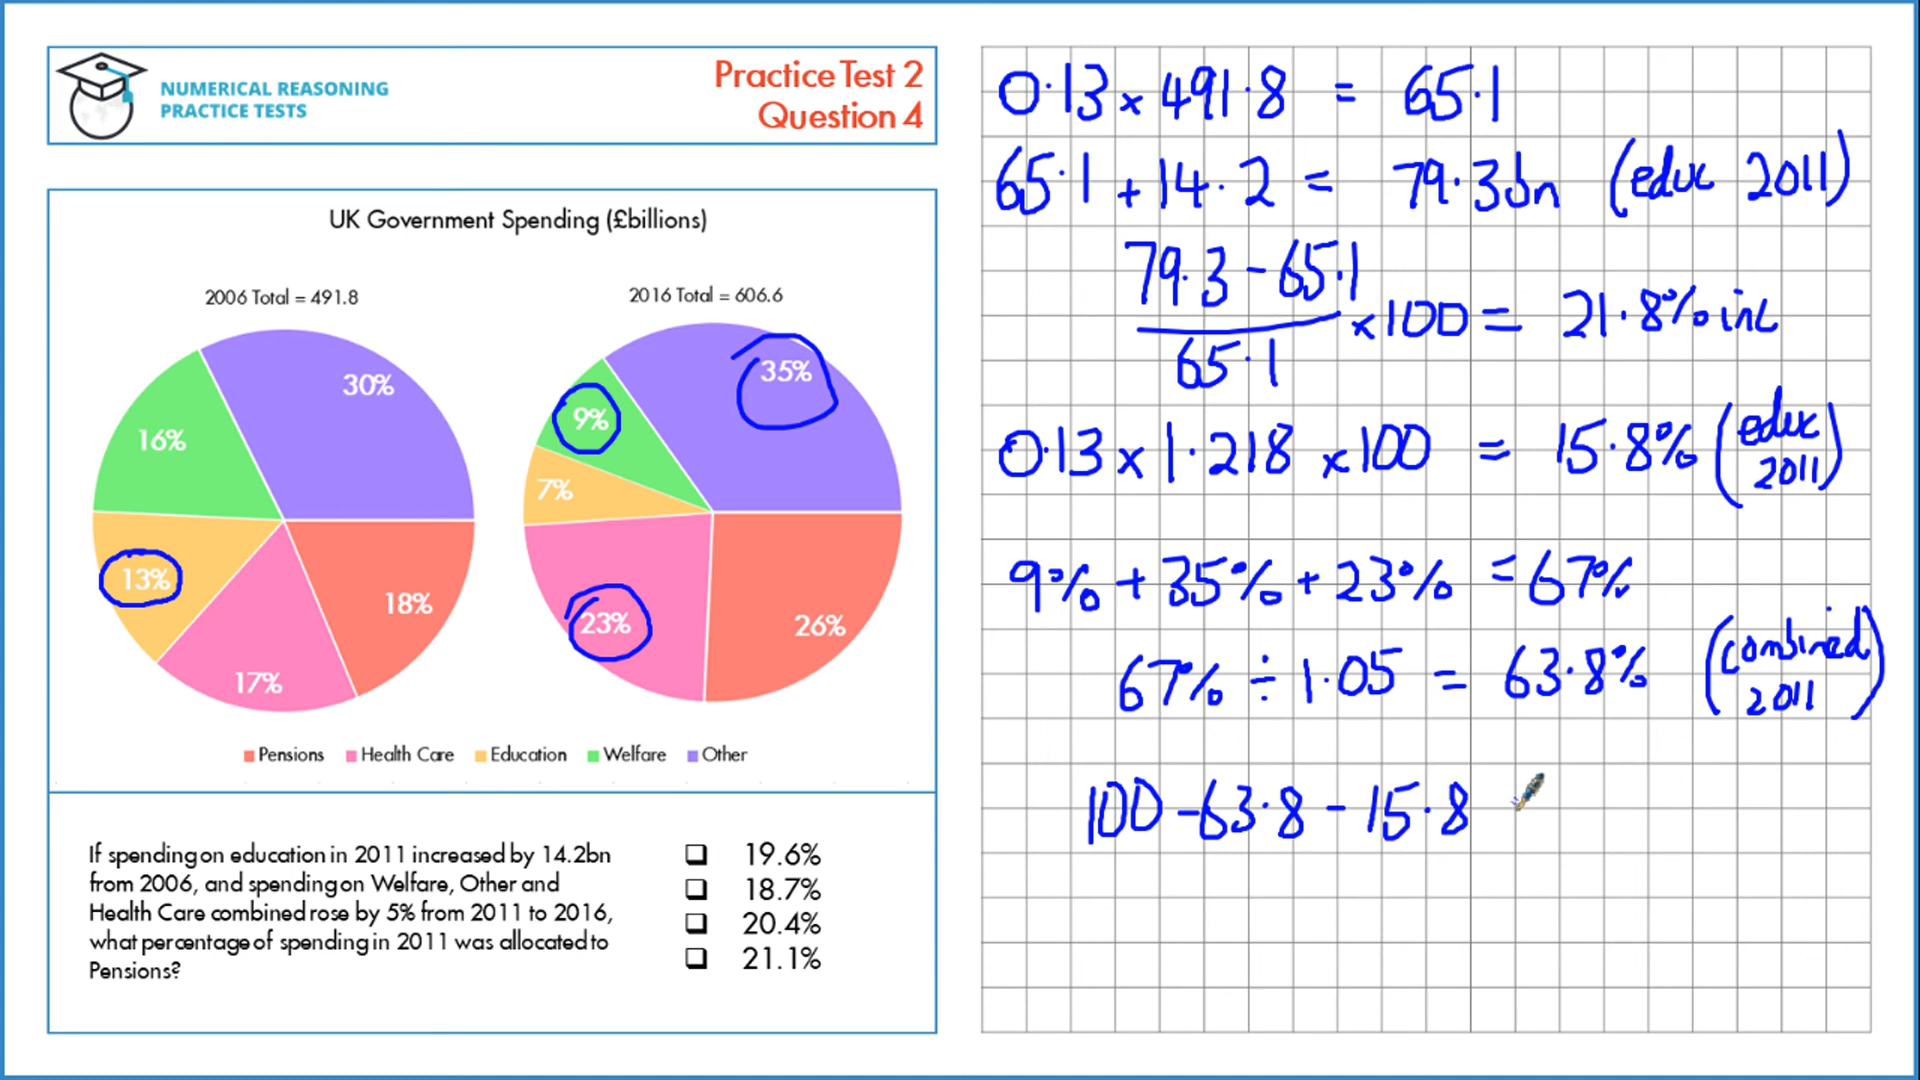 NUMERICAL REASONING
PRACTICE TESTS
Practice Test 2
Question 4
UK Government Spending (£billions)
2006 Total = 491.8
30%
16%
13%
17%
18%
2016 Total = 606.6
35%
9%
7%
23%
26%
Pensions Health Care Education Welfare Other
If spending on education in 2011 increased by 14.2bn
from 2006, and spending on Welfare, Other and
Health Care combined rose by 5% from 2011 to 2016,
what percentage of spending in 2011 was allocated to
Pensions?
19.6%
18.7%
20.4%
21.1%
0.13 × 491.8 = 65.1
65.1 + 14.2 = 79.3bn (educ 2011)
79.3 - 65.1
65.1
×100 = 21.8% inc
0.13 × 1.218 × 100 = 15.8% (educ
2011)
9% + 35% + 23% = 67%
67% ÷ 1.05 = 63.8% (combined
2011)
100 - 63.8 - 15.8